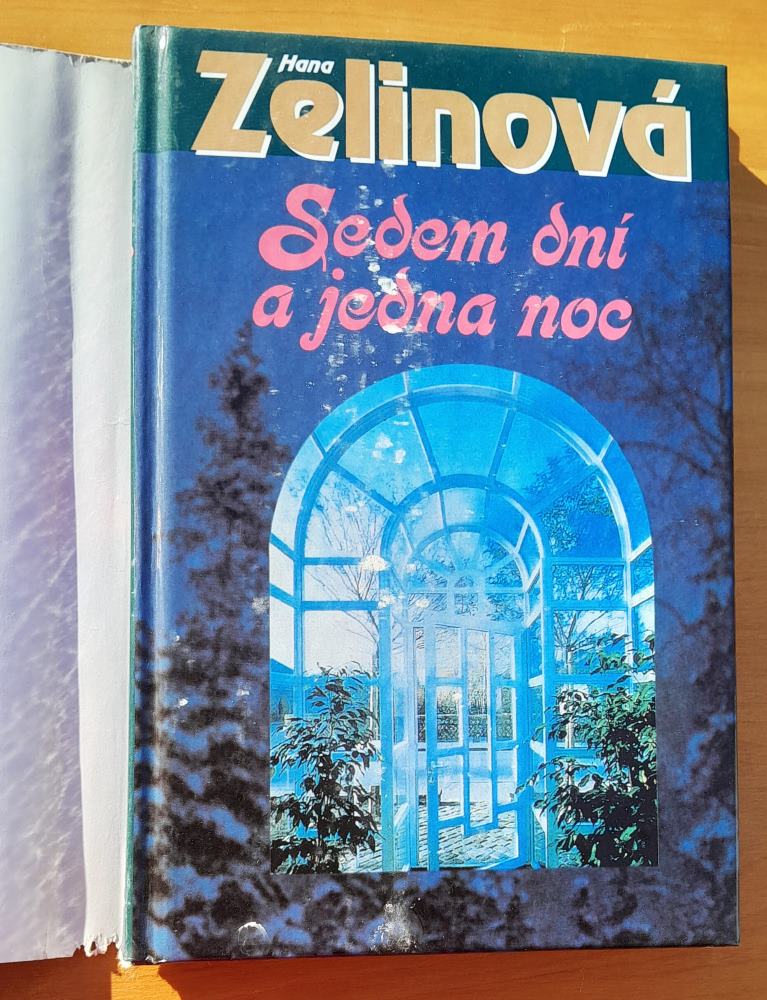 Hana
Zelinová
Sedem dní
a jedna noc